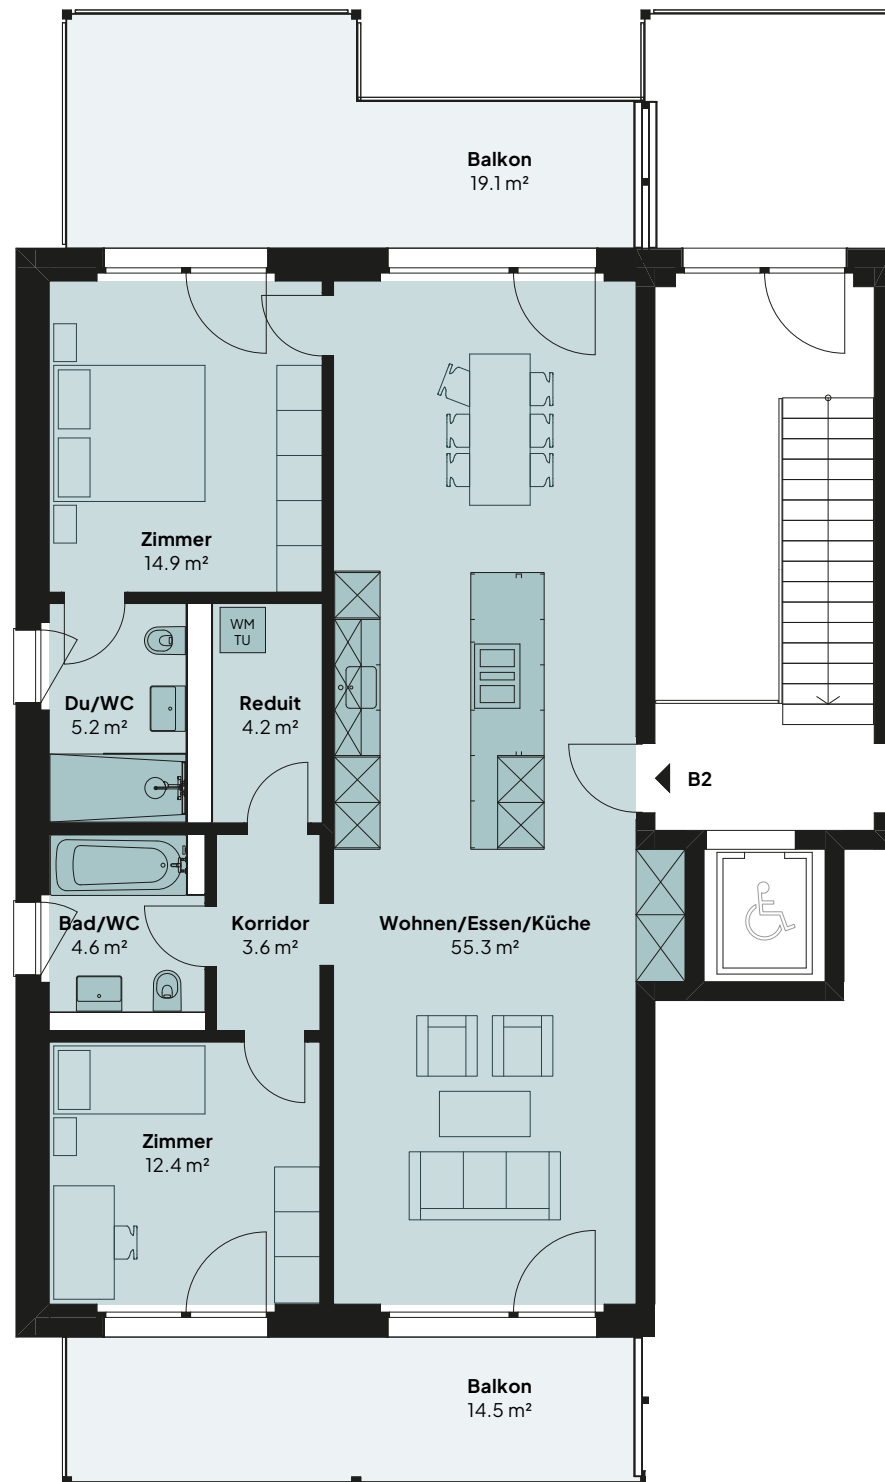 Balkon
19.1 m²
Zimmer
14.9 m²
WM
TU
Du/WC
5.2 m²
Reduit
4.2 m²
B2
Bad/WC
4.6 m²
Korridor
3.6 m²
Wohnen/Essen/Küche
55.3 m²
Zimmer
12.4 m²
Balkon
14.5 m²